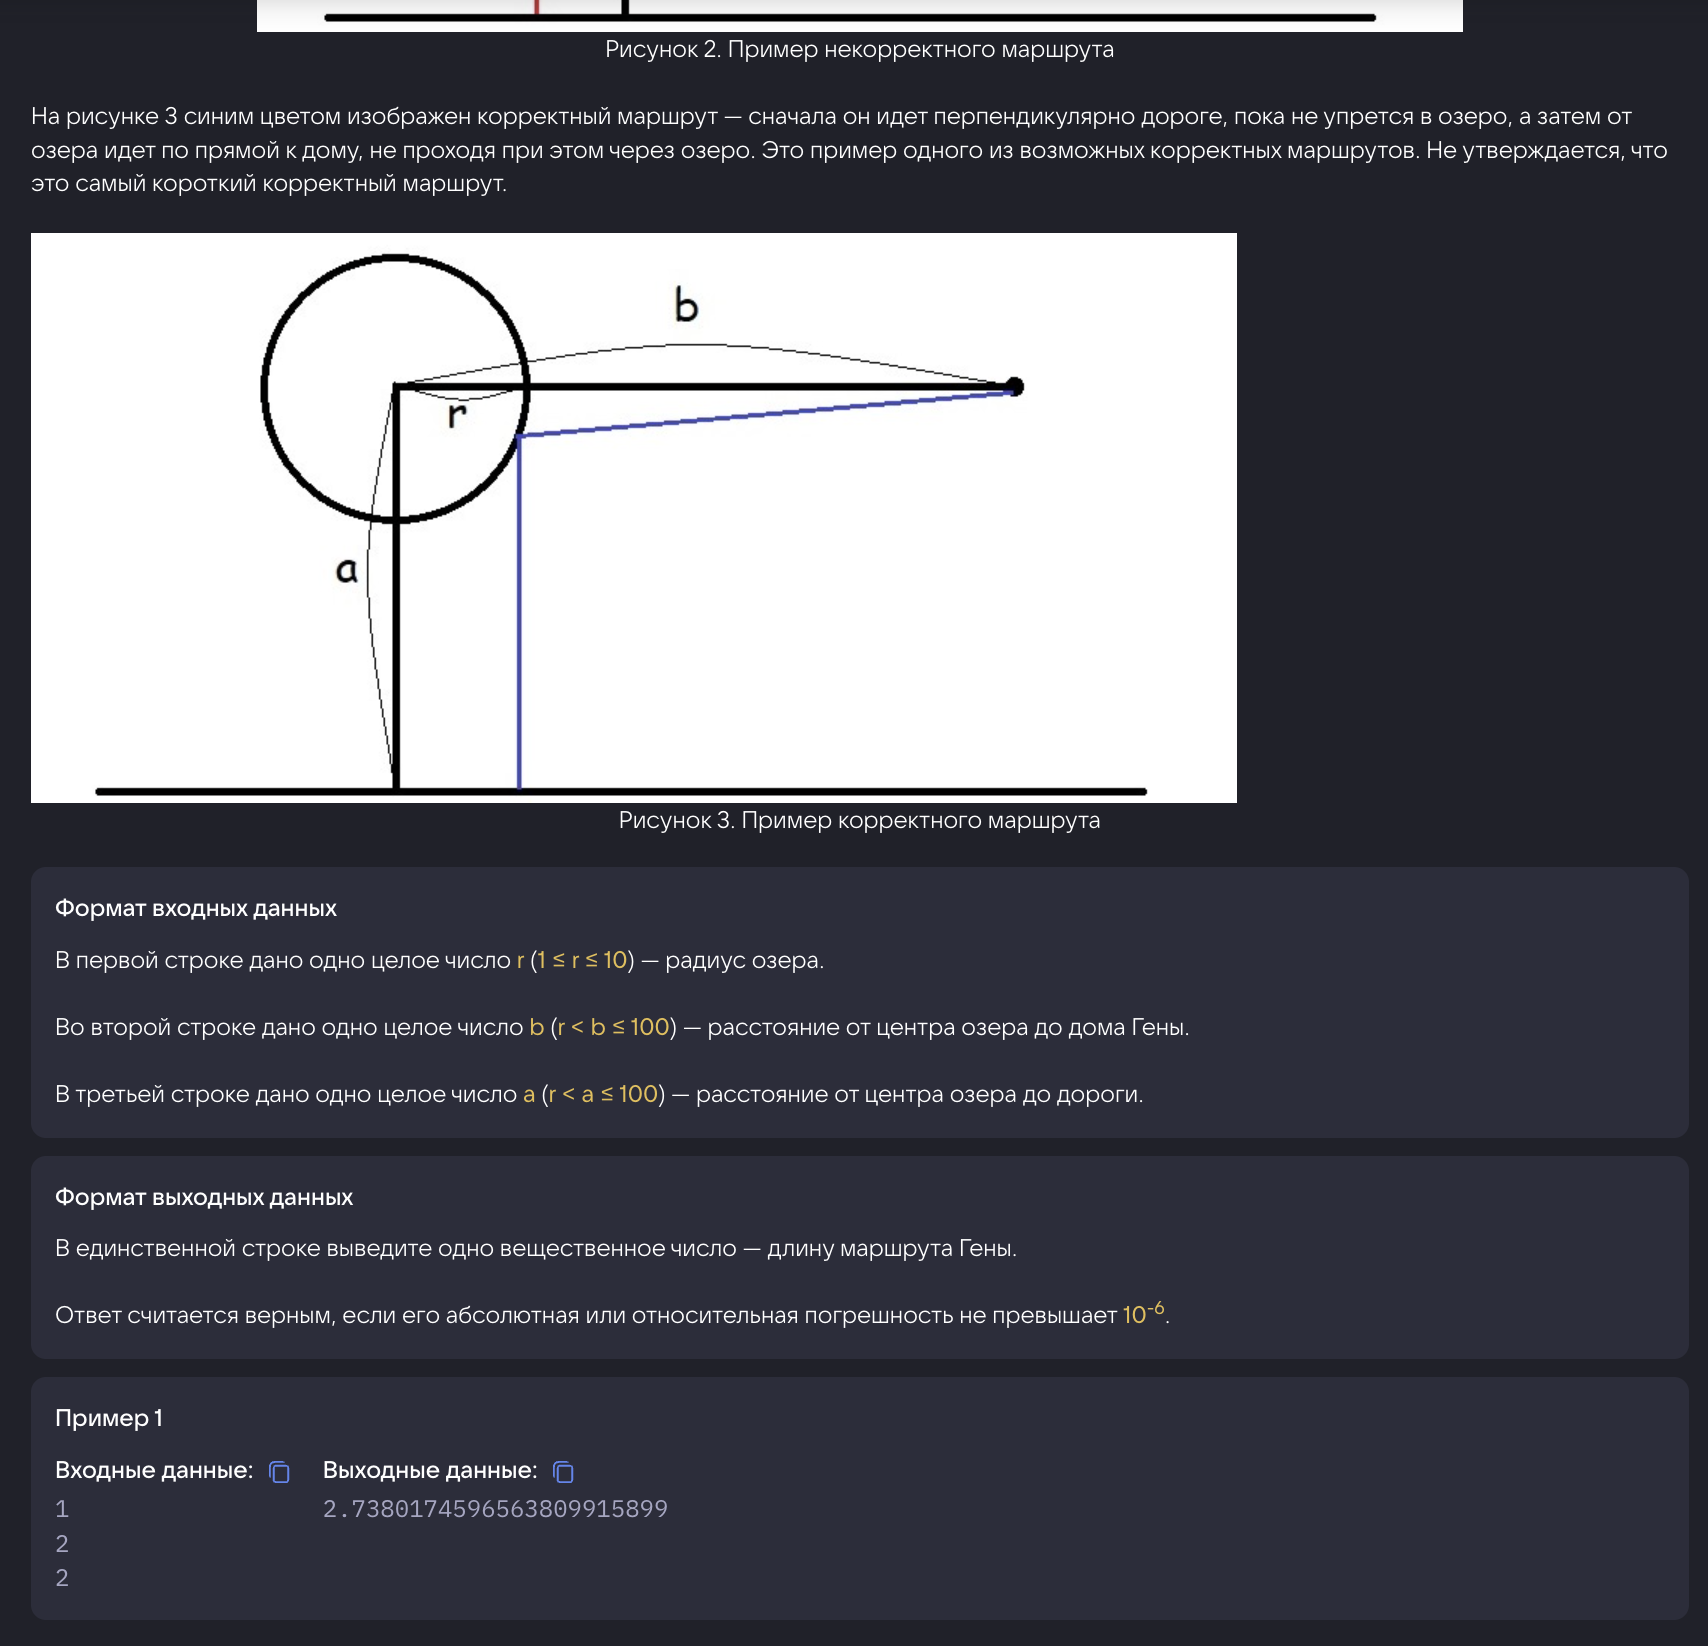 Рисунок 2. Пример некорректного маршрута
На рисунке 3 синим цветом изображен корректный маршрут — сначала он идет перпендикулярно дороге, пока не упрется в озеро, а затем от
озера идет по прямой к дому, не проходя при этом через озеро. Это пример одного из возможных корректных маршрутов. Не утверждается, что
это самый короткий корректный маршрут.
b
r
a
Рисунок 3. Пример корректного маршрута
Формат входных данных
В первой строке дано одно целое число r (1 ≤ r ≤ 10) — радиус озера.
Во второй строке дано одно целое число b (r < b ≤ 100) — расстояние от центра озера до дома Гены.
В третьей строке дано одно целое число a (r < a ≤ 100) — расстояние от центра озера до дороги.
Формат выходных данных
В единственной строке выведите одно вещественное число — длину маршрута Гены.
Ответ считается верным, если его абсолютная или относительная погрешность не превышает 10⁻⁶.
Пример 1
Входные данные: Выходные данные:
1 2.7380174596563809915899
2
2